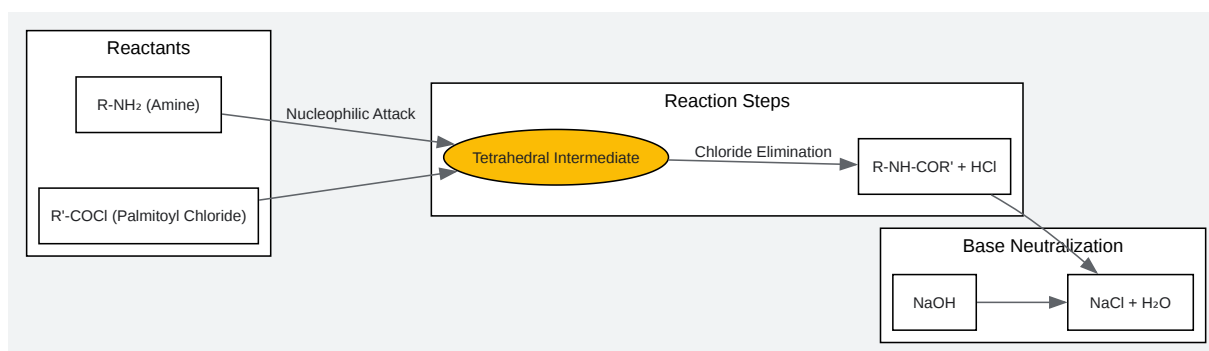 Reactants
R-NH₂ (Amine)
R'-COCl (Palmitoyl Chloride)
Nucleophilic Attack
Reaction Steps
Tetrahedral Intermediate
Chloride Elimination
R-NH-COR' + HCl
Base Neutralization
NaOH
NaCl + H₂O